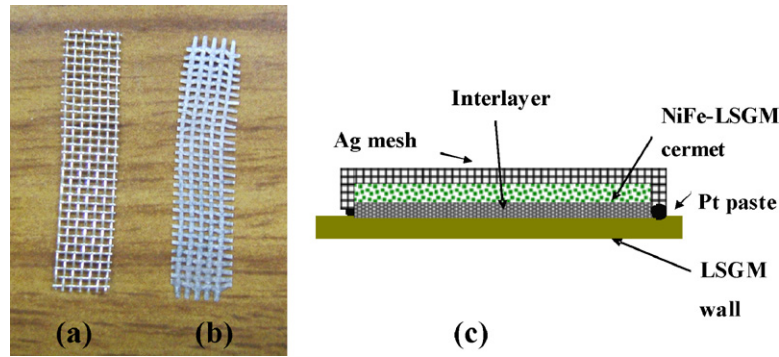 Interlayer
NiFe-LSGM
cermet
Ag mesh
Pt paste
LSGM
wall
(a)
(b)
(c)